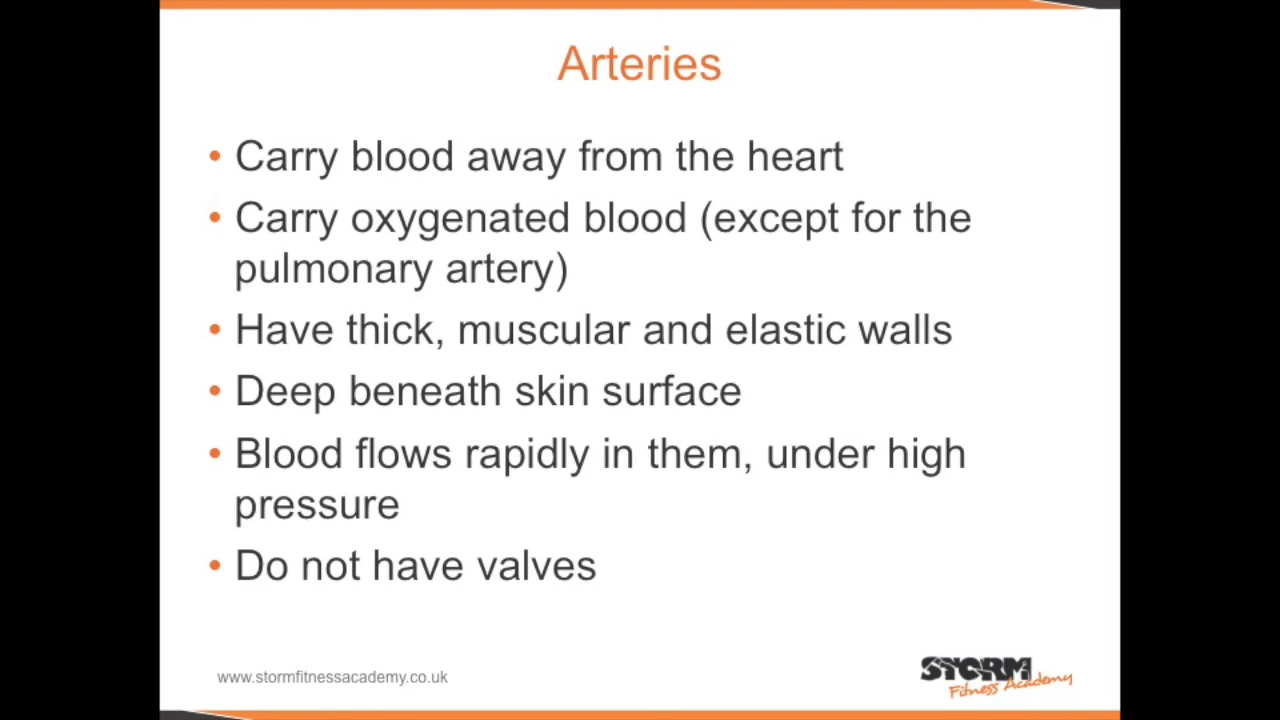 Arteries
• Carry blood away from the heart
• Carry oxygenated blood (except for the
pulmonary artery)
• Have thick, muscular and elastic walls
• Deep beneath skin surface
• Blood flows rapidly in them, under high
pressure
• Do not have valves
www.stormfitnessacademy.co.uk
STORM
Fitness Academy